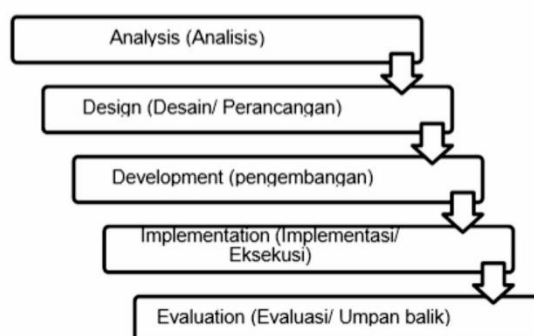 Analysis (Analisis)
Design (Desain/ Perancangan)
Development (pengembangan)
Implementation (Implementasi/
Eksekusi)
Evaluation (Evaluasi/ Umpan balik)